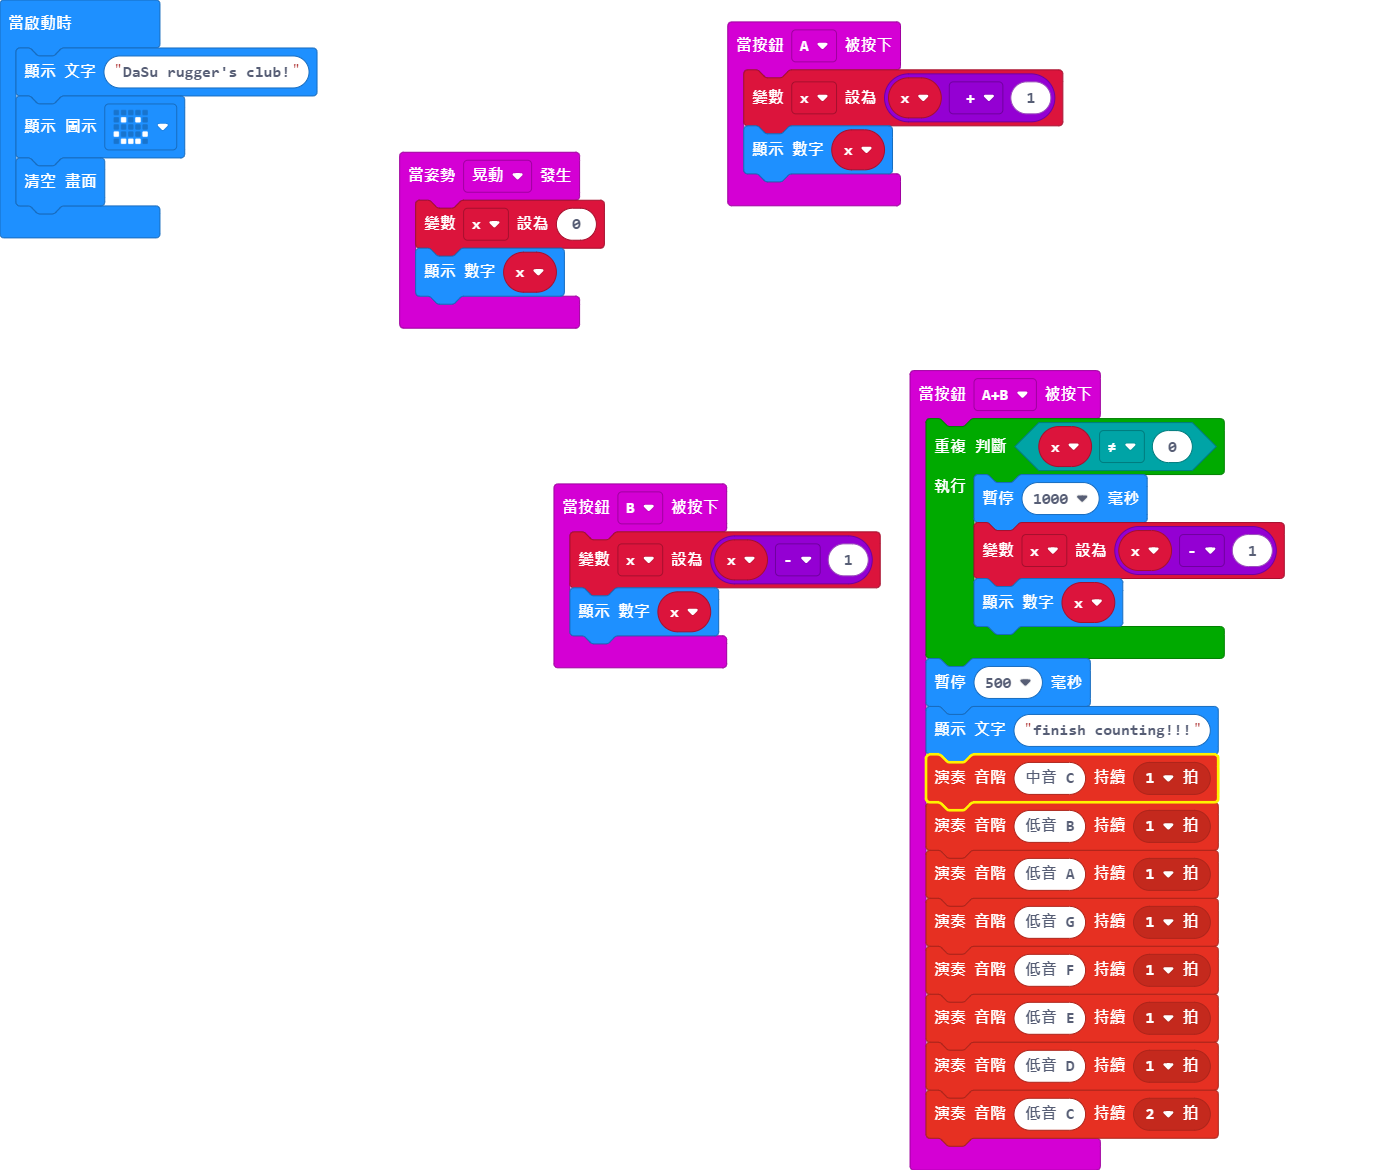 當啟動時
顯示 文字 "DaSu rugger's club!"
顯示 圖示
清空 畫面
當姿勢 晃動 發生
變數 x 設為 0
顯示 數字 x
當按鈕 A 被按下
變數 x 設為 x + 1
顯示 數字 x
當按鈕 B 被按下
變數 x 設為 x - 1
顯示 數字 x
當按鈕 A+B 被按下
重複 判斷 x ≠ 0
執行
暫停 1000 毫秒
變數 x 設為 x - 1
顯示 數字 x
暫停 500 毫秒
顯示 文字 "finish counting!!!"
演奏 音階 中音 C 持續 1 拍
演奏 音階 低音 B 持續 1 拍
演奏 音階 低音 A 持續 1 拍
演奏 音階 低音 G 持續 1 拍
演奏 音階 低音 F 持續 1 拍
演奏 音階 低音 E 持續 1 拍
演奏 音階 低音 D 持續 1 拍
演奏 音階 低音 C 持續 2 拍